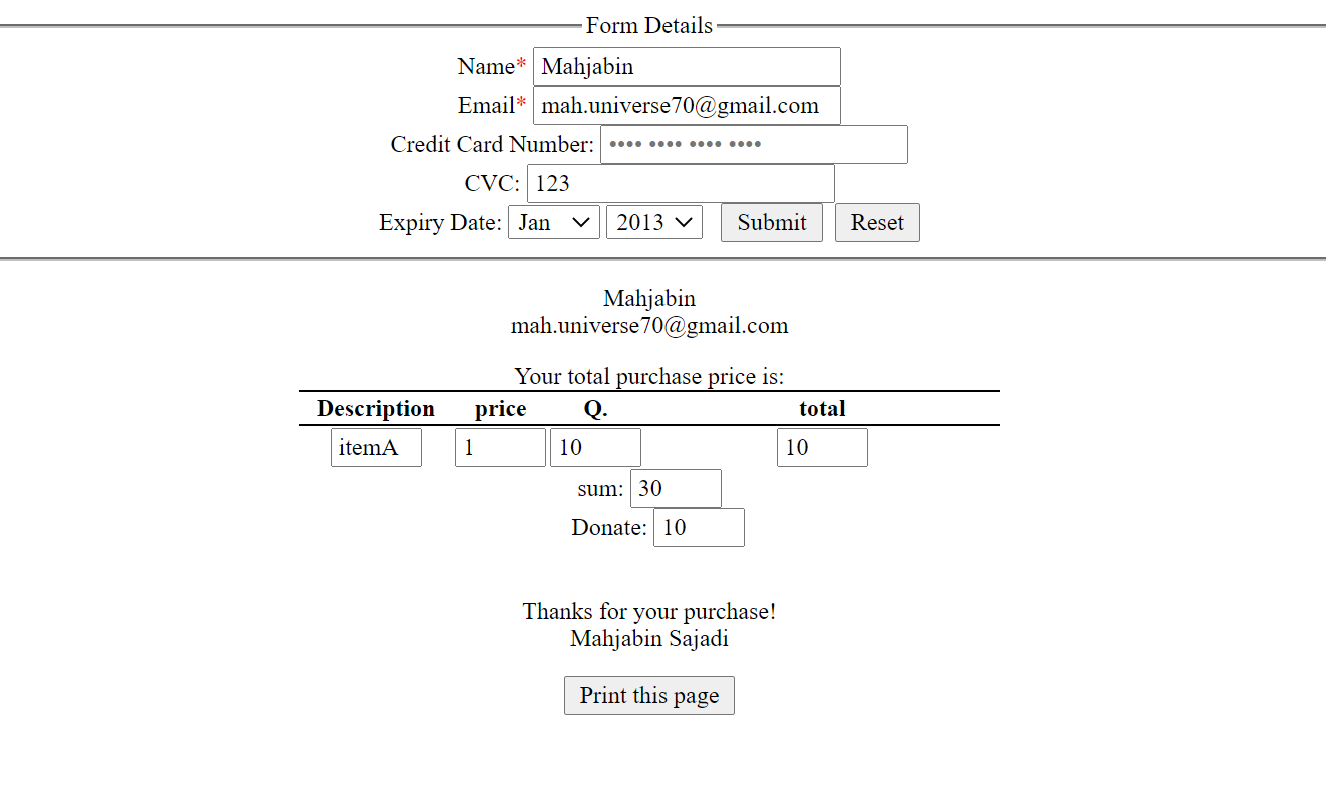 Form Details
Name* Mahjabin
Email* mah.universe70@gmail.com
Credit Card Number: •••• •••• •••• ••••
CVC: 123
Expiry Date: Jan 2013 Submit Reset
Mahjabin
mah.universe70@gmail.com
Your total purchase price is:
Description price Q. total
itemA 1 10 10
sum: 30
Donate: 10
Thanks for your purchase!
Mahjabin Sajadi
Print this page